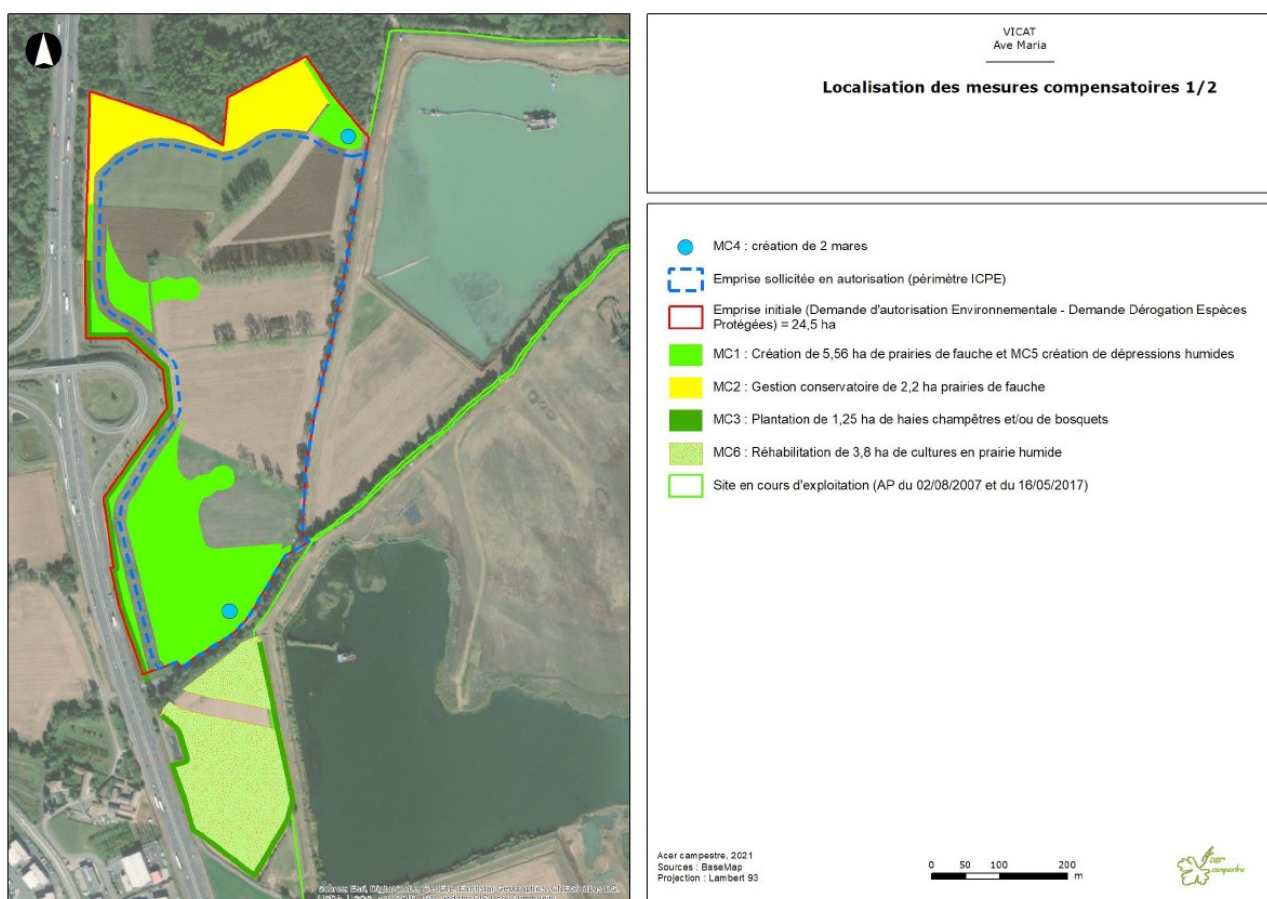 VICAT
Ave Maria
Localisation des mesures compensatoires 1/2
MC4 : création de 2 mares
Emprise sollicitée en autorisation (périmètre ICPE)
Emprise initiale (Demande d'autorisation Environnementale - Demande Dérogation Espèces
Protégées) = 24,5 ha
MC1 : Création de 5,56 ha de prairies de fauche et MC5 création de dépressions humides
MC2 : Gestion conservatoire de 2,2 ha prairies de fauche
MC3 : Plantation de 1,25 ha de haies champêtres et/ou de bosquets
MC6 : Réhabilitation de 3,8 ha de cultures en prairie humide
Site en cours d'exploitation (AP du 02/08/2007 et du 16/05/2017)
Acer campestre, 2021
Sources : BaseMap
Projection : Lambert 93
0 50 100 200
m
Acer
campestre
Earthstar Geographics,